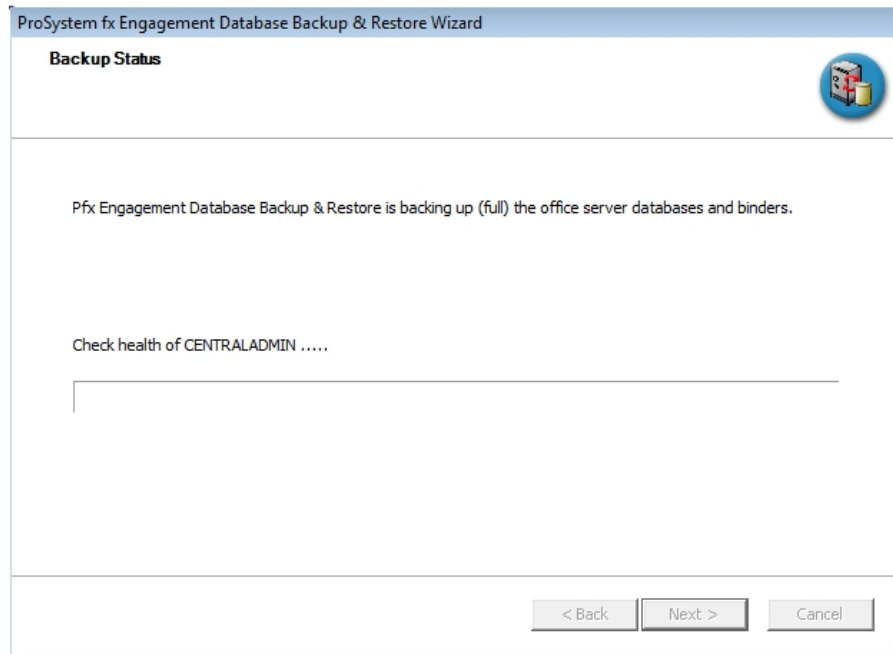 ProSystem fx Engagement Database Backup & Restore Wizard
Backup Status
Pfx Engagement Database Backup & Restore is backing up (full) the office server databases and binders.
Check health of CENTRALADMIN .....
< Back
Next >
Cancel